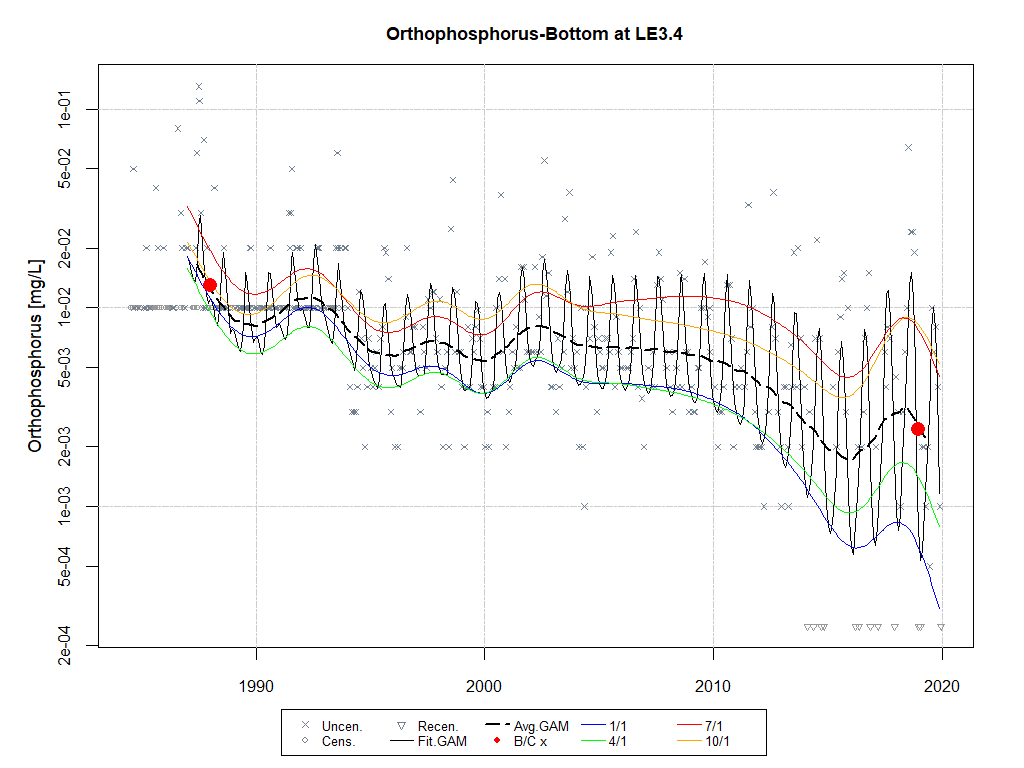 Orthophosphorus-Bottom at LE3.4
Orthophosphorus [mg/L]
1e-01
5e-02
2e-02
1e-02
5e-03
2e-03
1e-03
5e-04
2e-04
1990 2000 2010 2020
Uncen. Recen. Avg.GAM 1/1 7/1
Cens. Fit.GAM B/C x 4/1 10/1